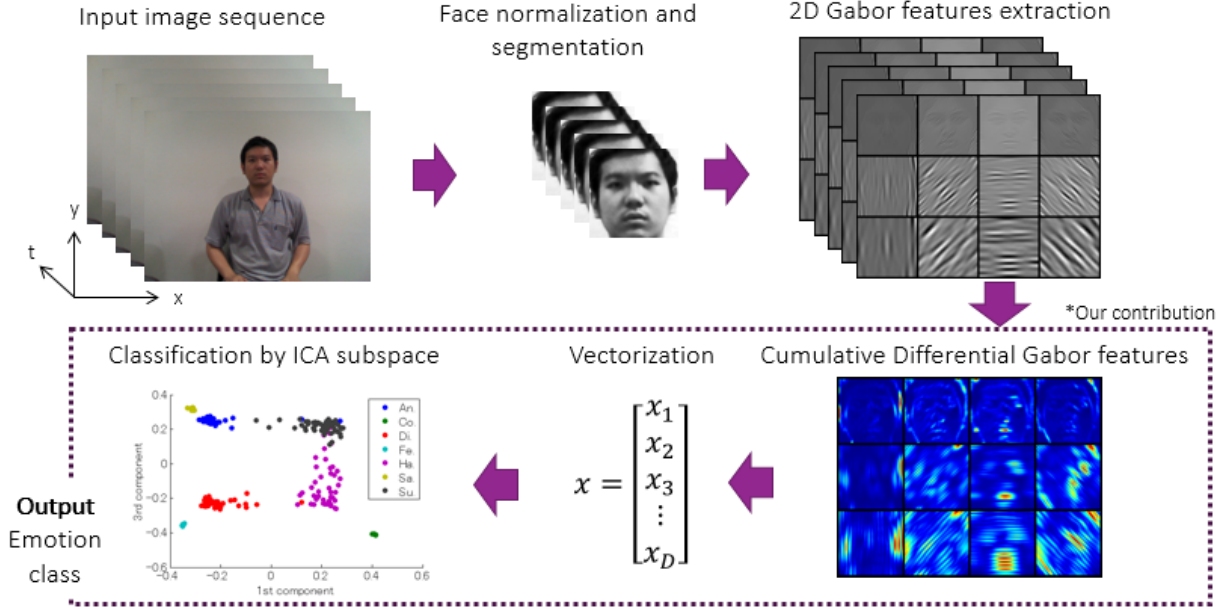 Input image sequence
Face normalization and
segmentation
2D Gabor features extraction
y
t
x
*Our contribution
Classification by ICA subspace
Vectorization
Cumulative Differential Gabor features
0.4
0.2
0
-0.2
-0.4
-0.6
3rd component
-0.4
-0.2
0
0.2
0.4
0.6
1st component
An.
Co.
Di.
Fe.
Ha.
Sa.
Su.
x = [x₁
x₂
x₃
⋮
x_D]
Output
Emotion
class